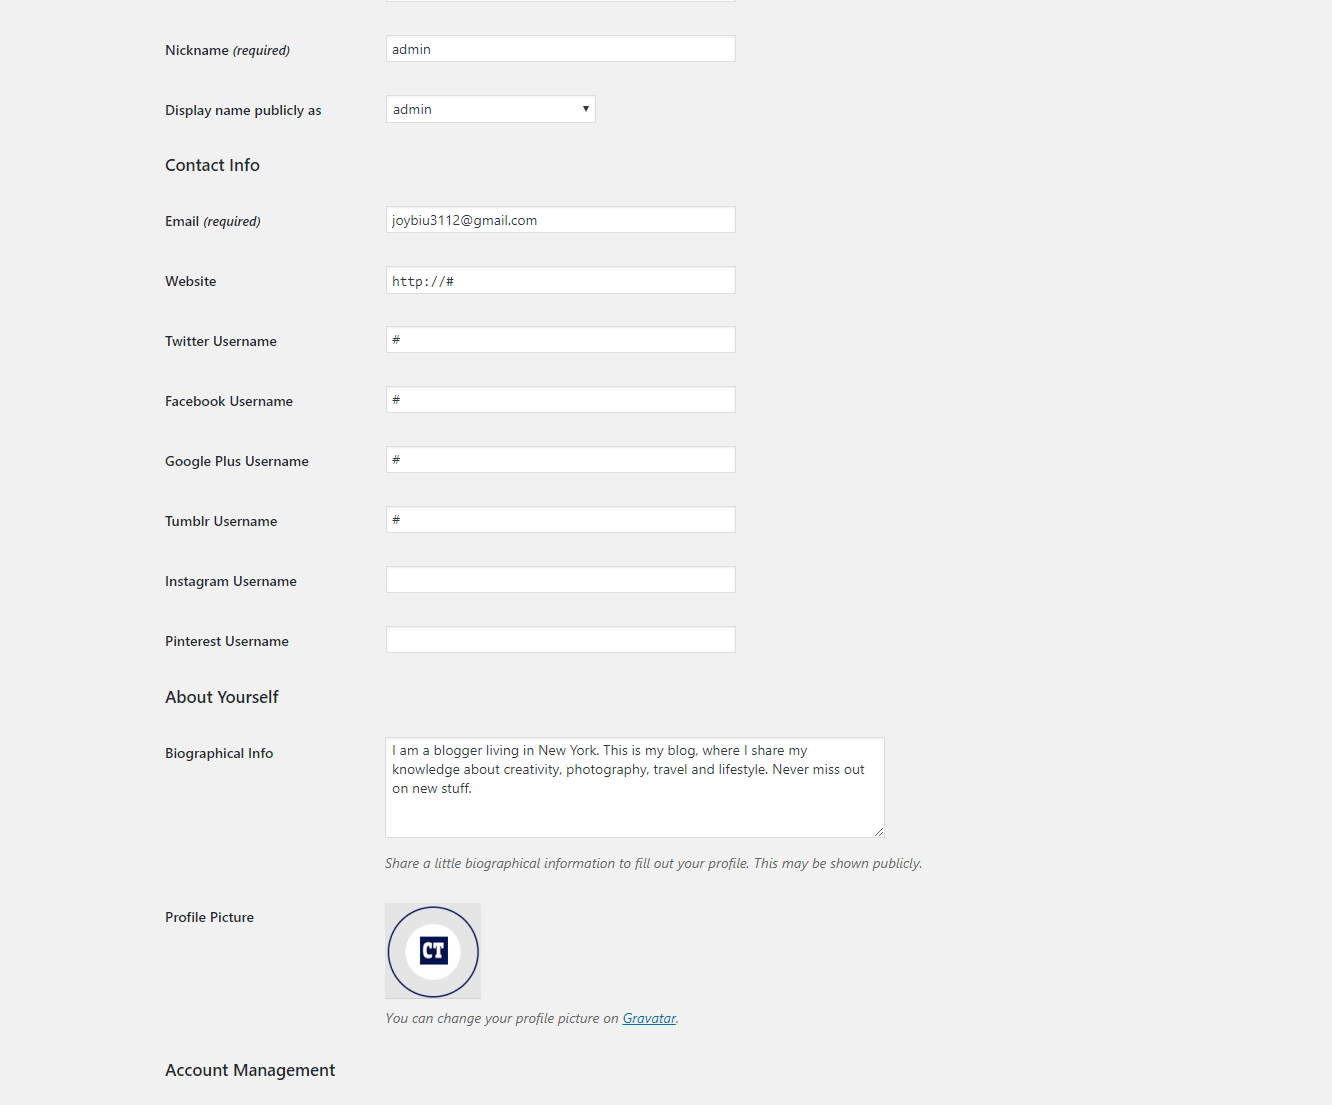 Nickname (required)
admin
Display name publicly as
admin
Contact Info
Email (required)
joybiu3112@gmail.com
Website
http://#
Twitter Username
#
Facebook Username
#
Google Plus Username
#
Tumblr Username
#
Instagram Username
Pinterest Username
About Yourself
Biographical Info
I am a blogger living in New York. This is my blog, where I share my
knowledge about creativity, photography, travel and lifestyle. Never miss out
on new stuff.
Share a little biographical information to fill out your profile. This may be shown publicly.
Profile Picture
CT
You can change your profile picture on Gravatar.
Account Management